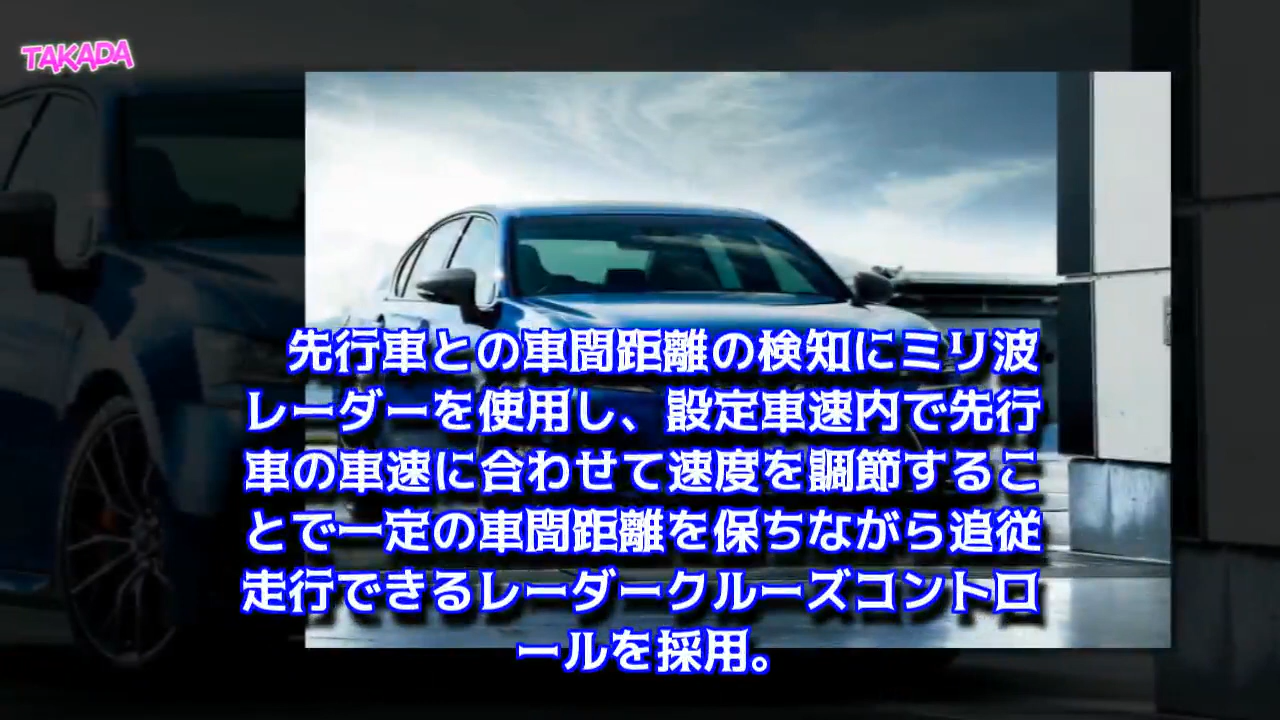 TAKADA
先行車との車間距離の検知にミリ波
レーダーを使用し、設定車速内で先行
車の車速に合わせて速度を調節するこ
とで一定の車間距離を保ちながら追従
走行できるレーダークルーズコントロ
ールを採用。